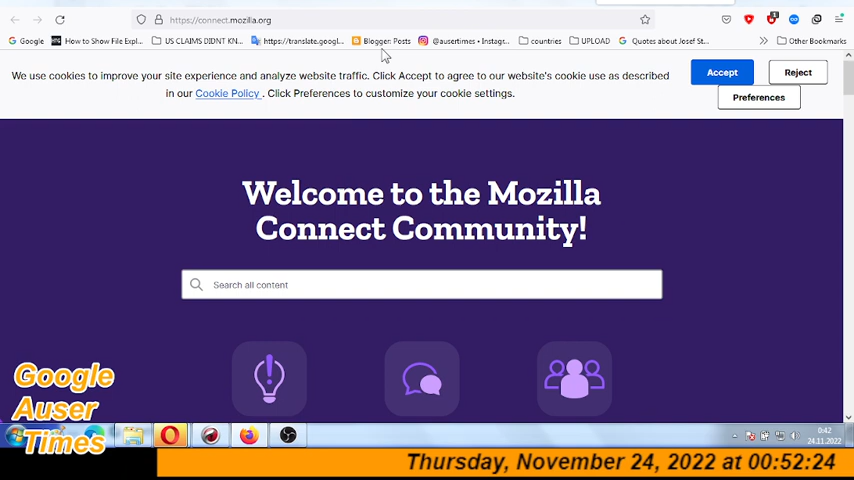 https://connect.mozilla.org
Google
How to Show File Expl...
US CLAIMS DIDNT KN...
https://translate.googl...
Blogger: Posts
@ausertimes • Instagr...
countries
UPLOAD
Quotes about Josef St...
Other Bookmarks
We use cookies to improve your site experience and analyze website traffic. Click Accept to agree to our website's cookie use as described
in our Cookie Policy . Click Preferences to customize your cookie settings.
Accept
Reject
Preferences
Welcome to the Mozilla
Connect Community!
Search all content
Google
Auser
Times
0:42
24.11.2022
Thursday, November 24, 2022 at 00:52:24